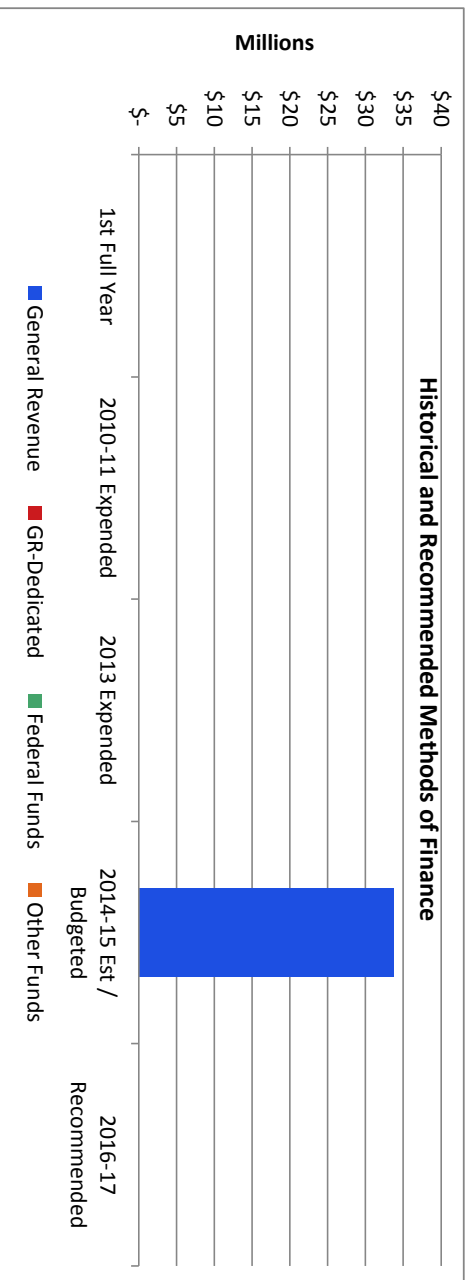 Historical and Recommended Methods of Finance
Millions
$40
$35
$30
$25
$20
$15
$10
$5
$-
1st Full Year
2010-11 Expended
2013 Expended
2014-15 Est /
Budgeted
2016-17
Recommended
General Revenue
GR-Dedicated
Federal Funds
Other Funds